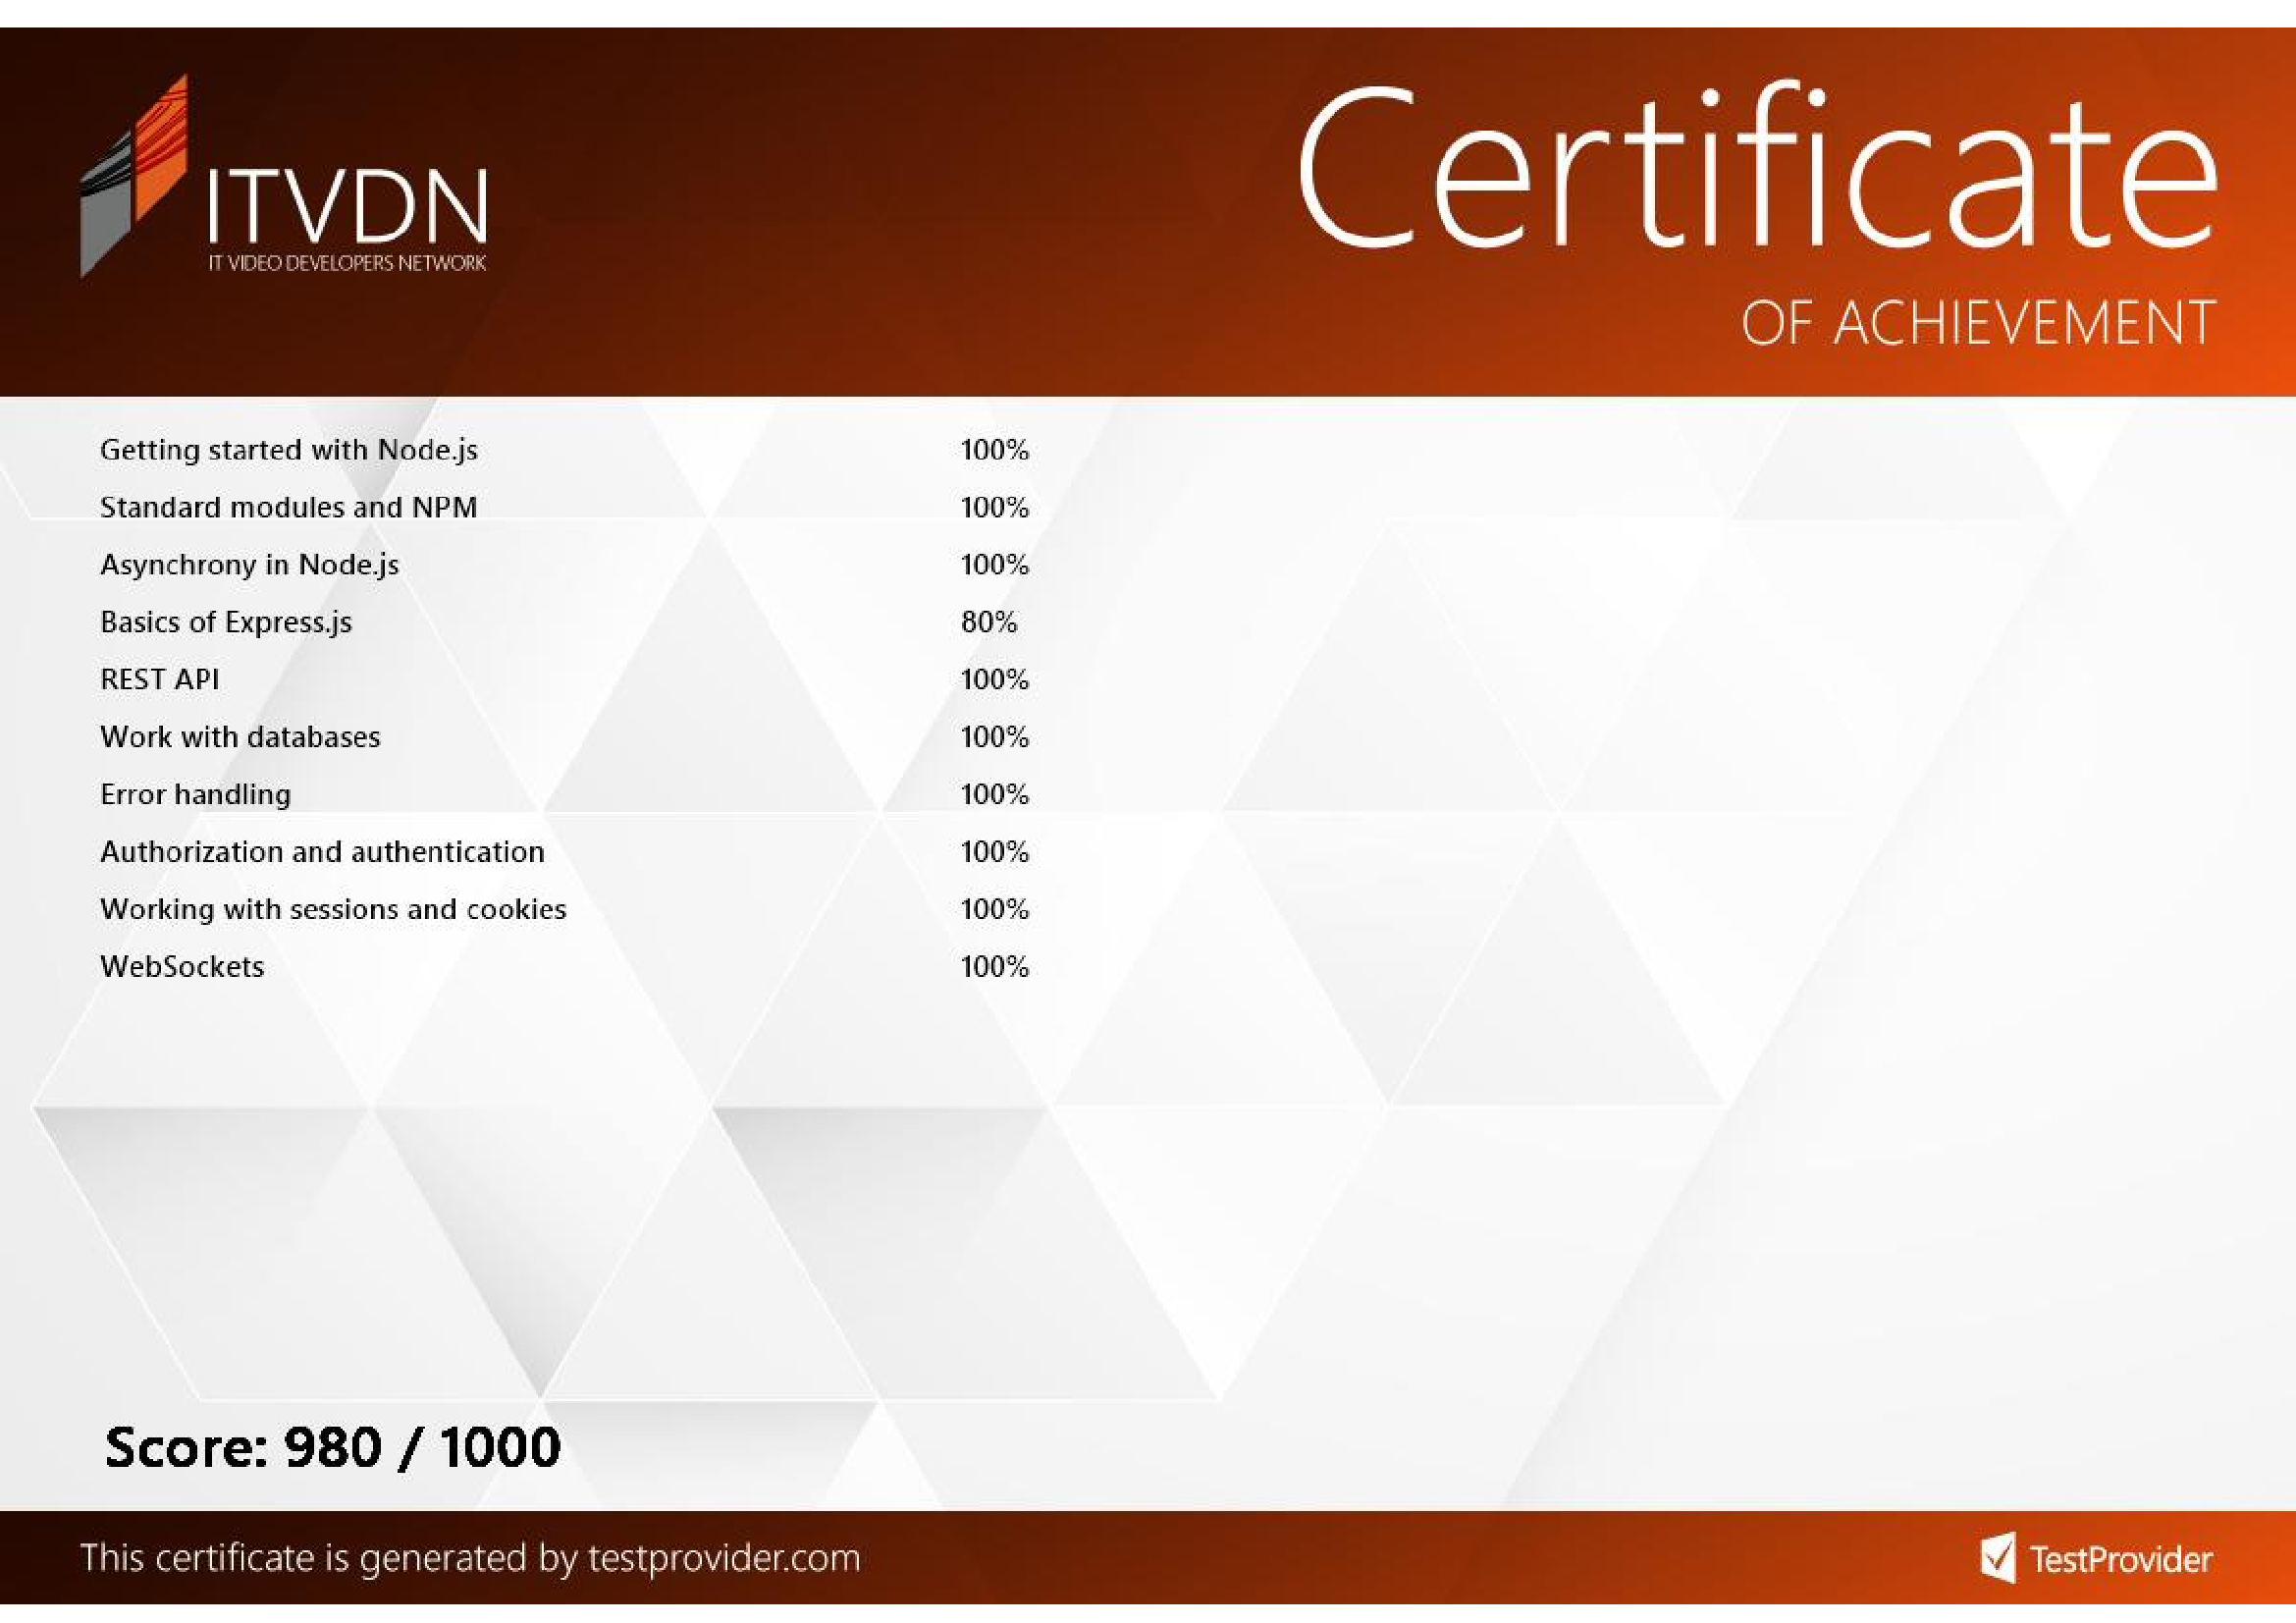 ITVDN
IT VIDEO DEVELOPERS NETWORK
Certificate
OF ACHIEVEMENT
Getting started with Node.js 100%
Standard modules and NPM 100%
Asynchrony in Node.js 100%
Basics of Express.js 80%
REST API 100%
Work with databases 100%
Error handling 100%
Authorization and authentication 100%
Working with sessions and cookies 100%
WebSockets 100%
Score: 980 / 1000
This certificate is generated by testprovider.com
TestProvider